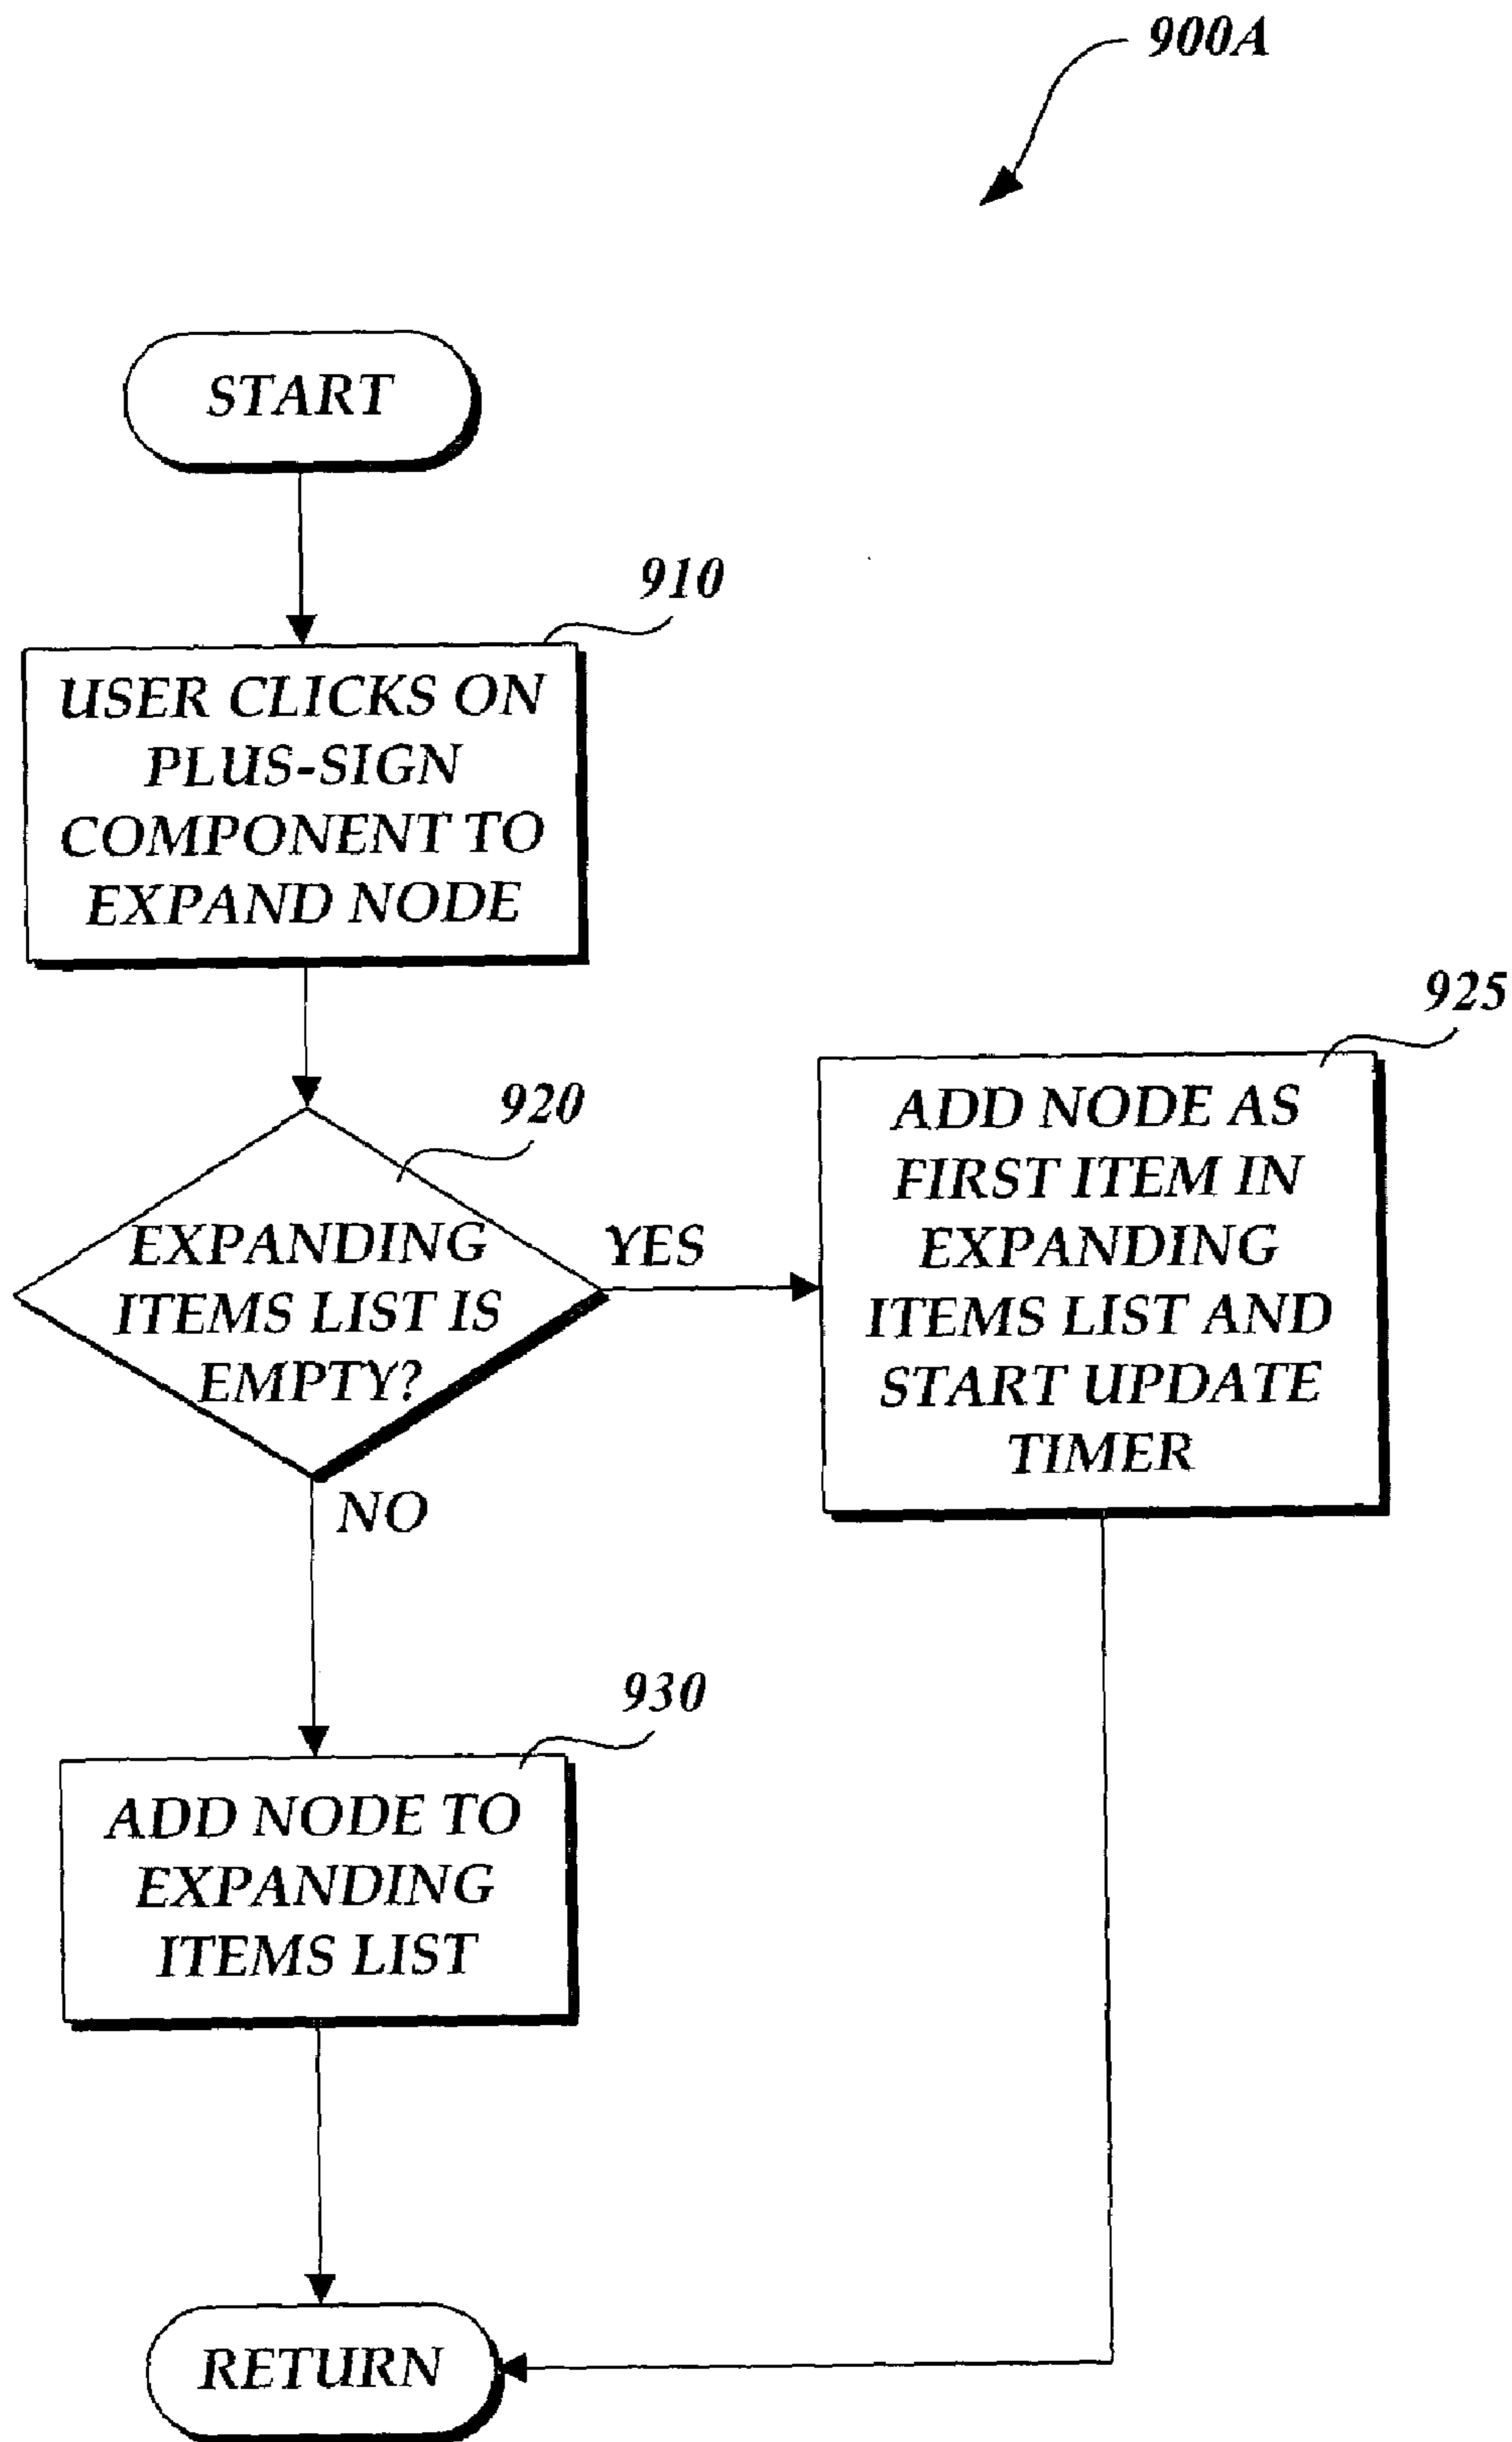 900A
START
910
USER CLICKS ON
PLUS-SIGN
COMPONENT TO
EXPAND NODE
920
EXPANDING
ITEMS LIST IS
EMPTY?
YES
NO
925
ADD NODE AS
FIRST ITEM IN
EXPANDING
ITEMS LIST AND
START UPDATE
TIMER
930
ADD NODE TO
EXPANDING
ITEMS LIST
RETURN